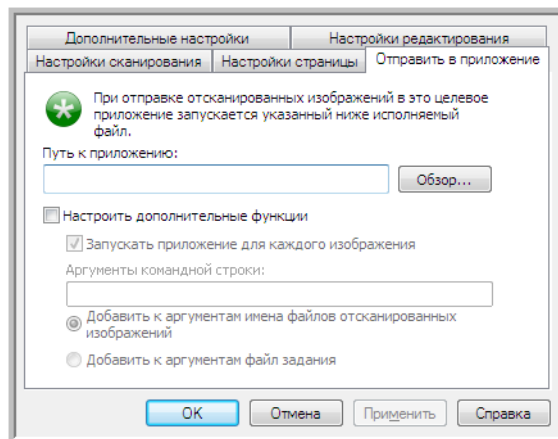 Дополнительные настройки
Настройки редактирования
Настройки сканирования
Настройки страницы
Отправить в приложение
При отправке отсканированных изображений в это целевое
приложение запускается указанный ниже исполняемый
файл.
Путь к приложению:
Обзор...
Настроить дополнительные функции
Запускать приложение для каждого изображения
Аргументы командной строки:
Добавить к аргументам имена файлов отсканированных
изображений
Добавить к аргументам файл задания
OK
Отмена
Применить
Справка